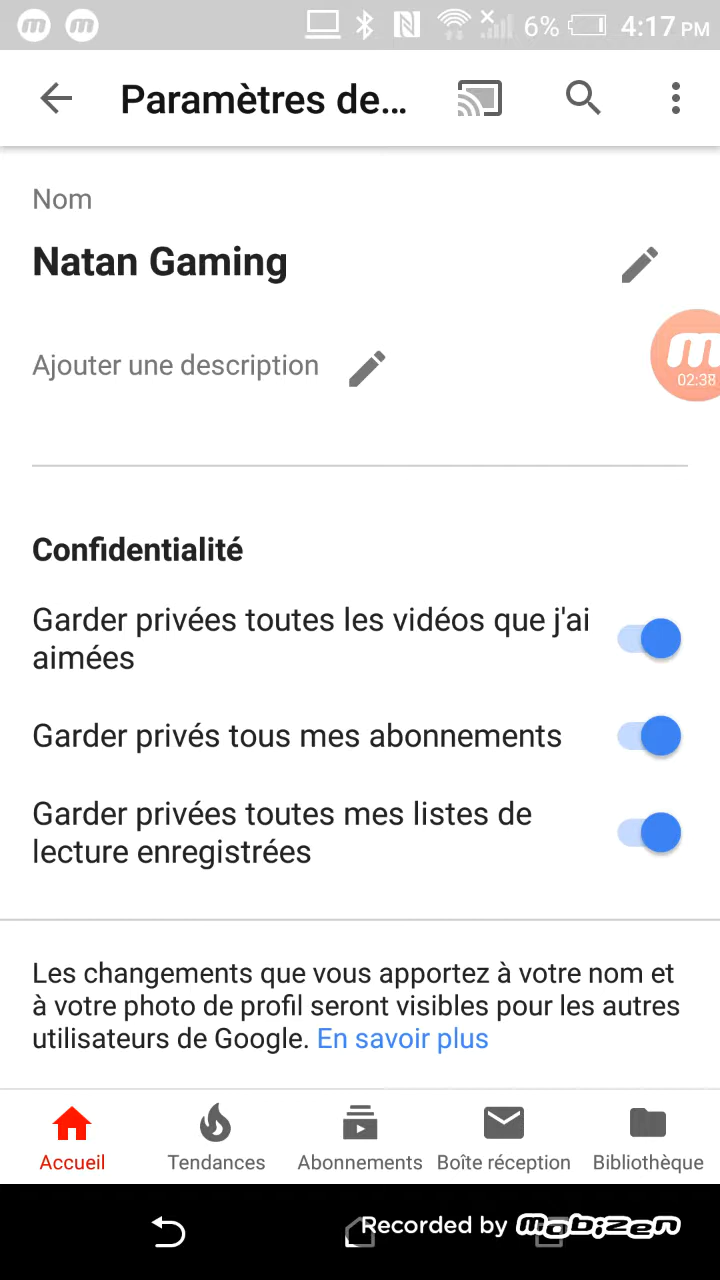 6% 4:17 PM
Paramètres de...
Nom
Natan Gaming
02:38
Ajouter une description
Confidentialité
Garder privées toutes les vidéos que j'ai
aimées
Garder privés tous mes abonnements
Garder privées toutes mes listes de
lecture enregistrées
Les changements que vous apportez à votre nom et
à votre photo de profil seront visibles pour les autres
utilisateurs de Google. En savoir plus
Accueil Tendances Abonnements Boîte réception Bibliothèque
Recorded by mobizen